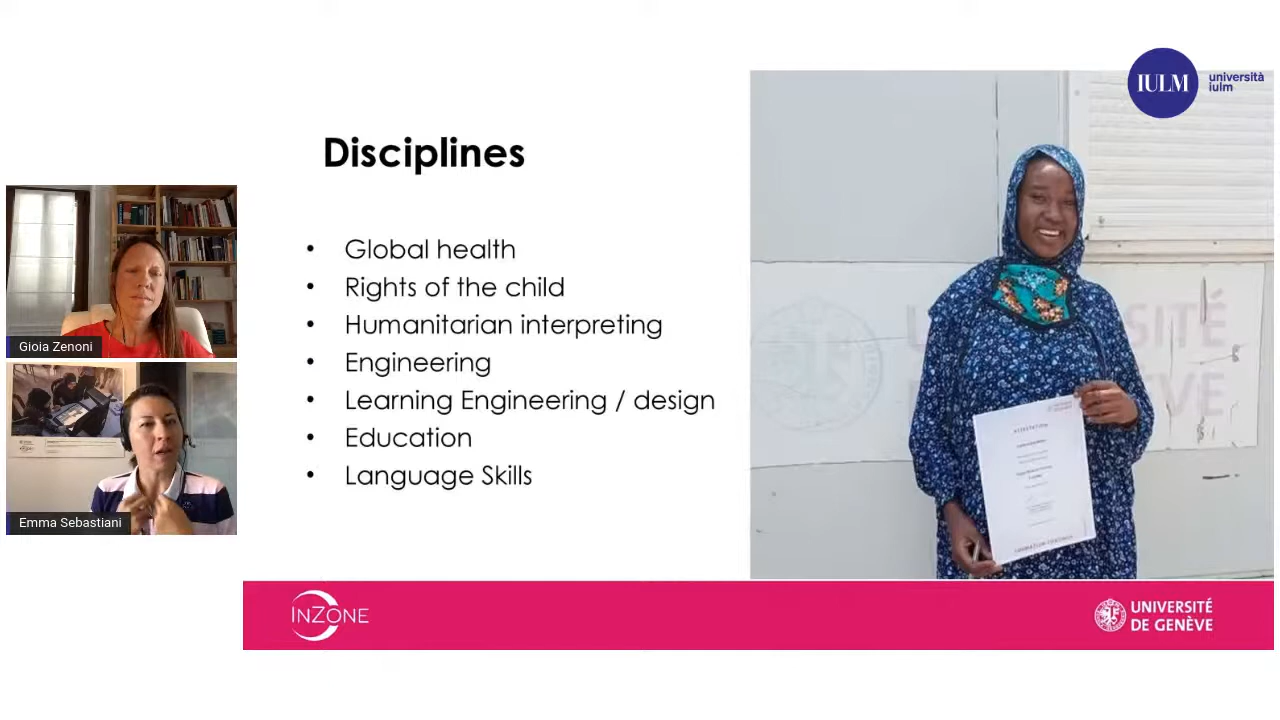 IULM
università
iulm
Disciplines
• Global health
• Rights of the child
• Humanitarian interpreting
• Engineering
• Learning Engineering / design
• Education
• Language Skills
Gioia Zenoni
Emma Sebastiani
ATTESTATION
INZONE
UNIVERSITÉ
DE GENÈVE